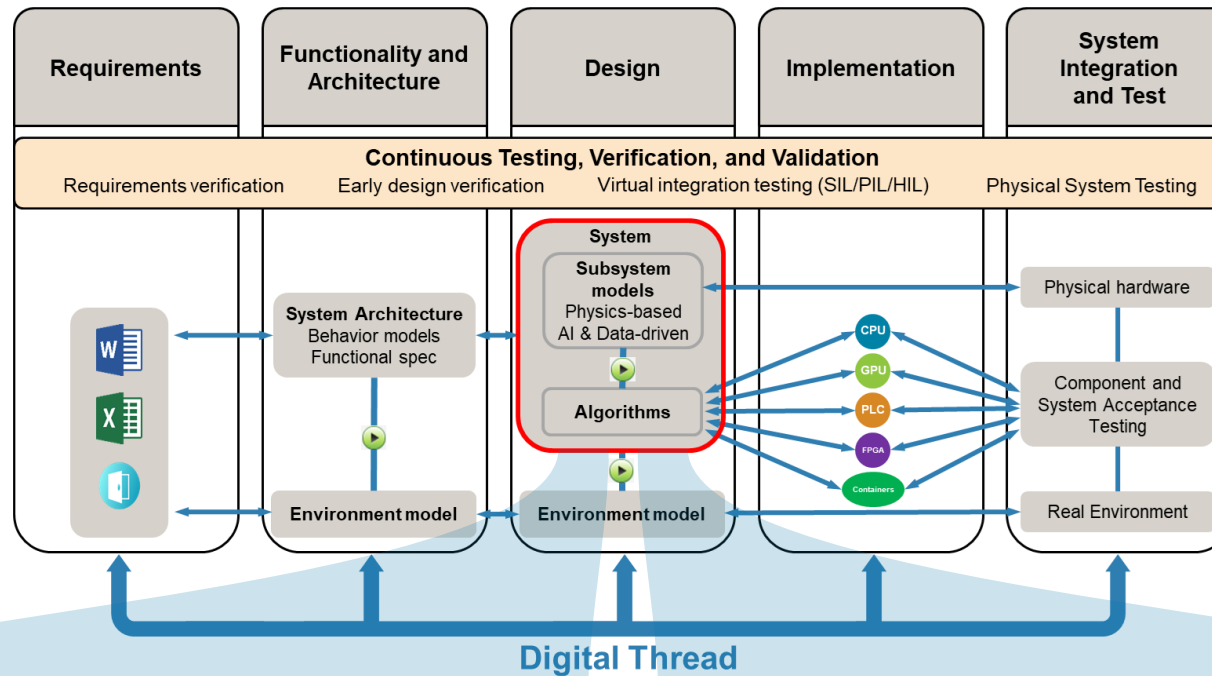 Requirements
Functionality and
Architecture
Design
Implementation
System
Integration
and Test
Continuous Testing, Verification, and Validation
Requirements verification
Early design verification
Virtual integration testing (SIL/PIL/HIL)
Physical System Testing
W
X
System Architecture
Behavior models
Functional spec
Environment model
System
Subsystem
models
Physics-based
AI & Data-driven
Algorithms
Environment model
CPU
GPU
PLC
FPGA
Containers
Physical hardware
Component and
System Acceptance
Testing
Real Environment
Digital Thread